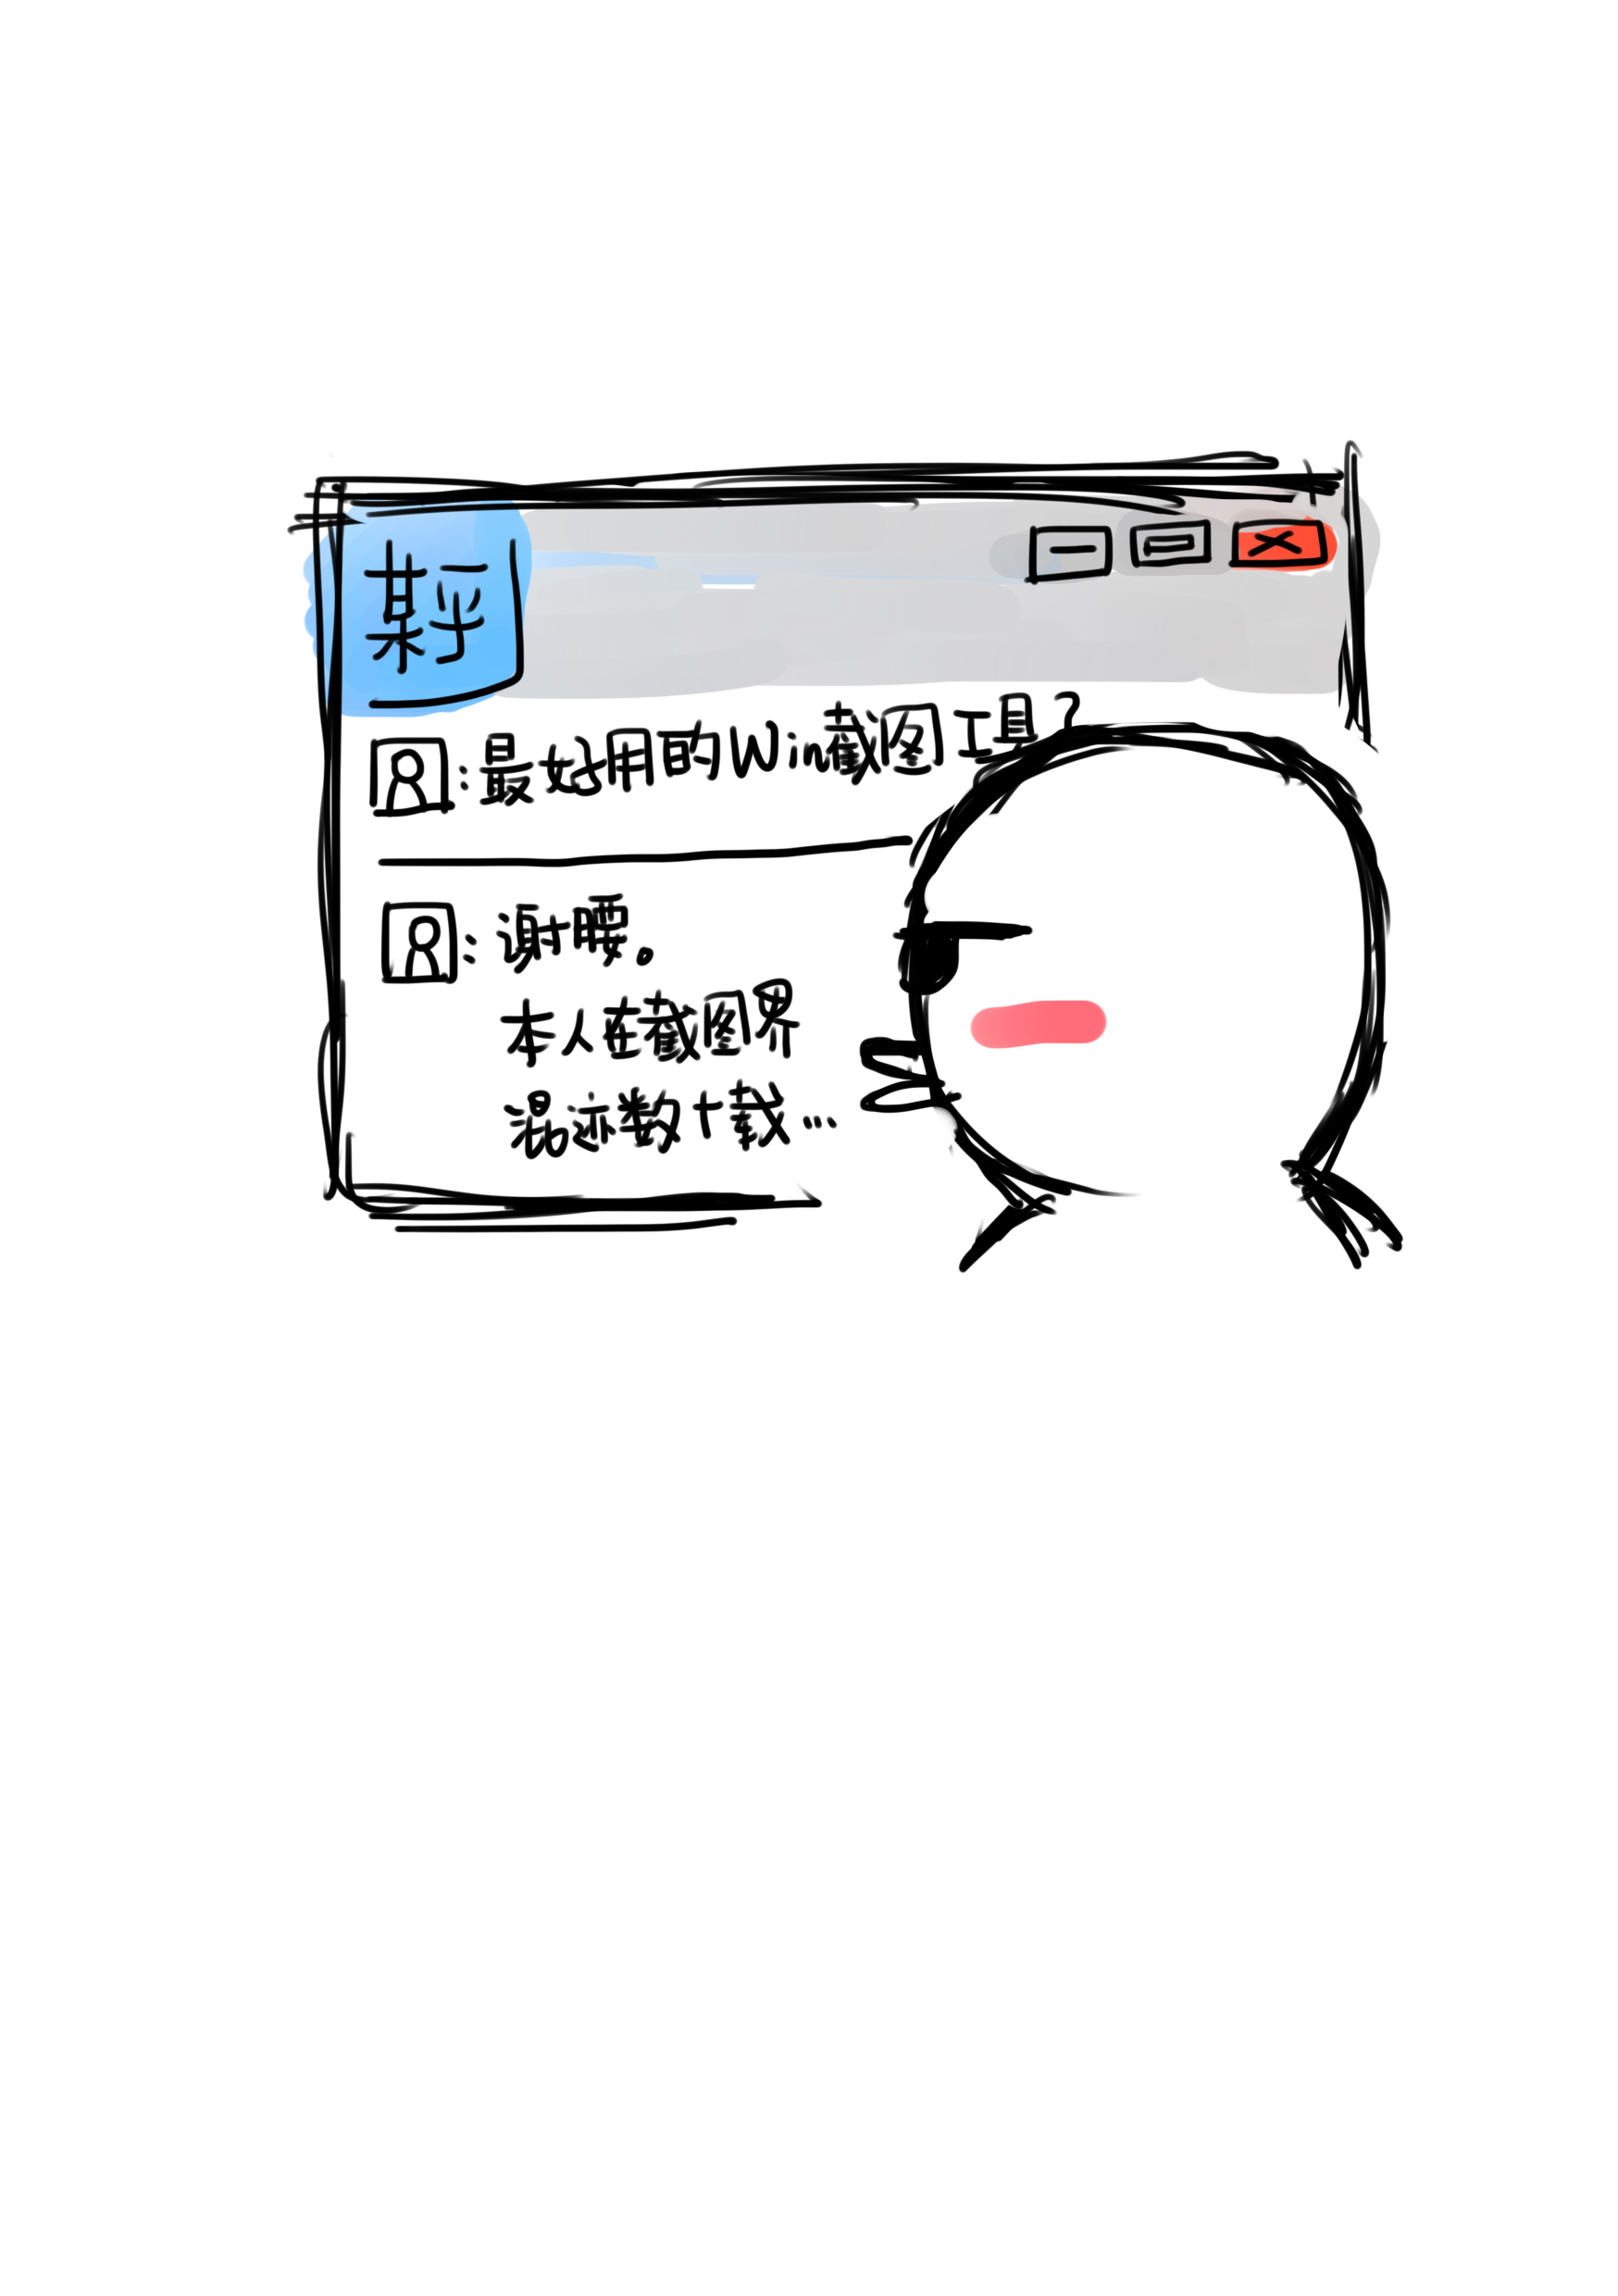 某乎
:最好用的Win截图工具?
:谢腰。
本人在截图界
混迹数十载...